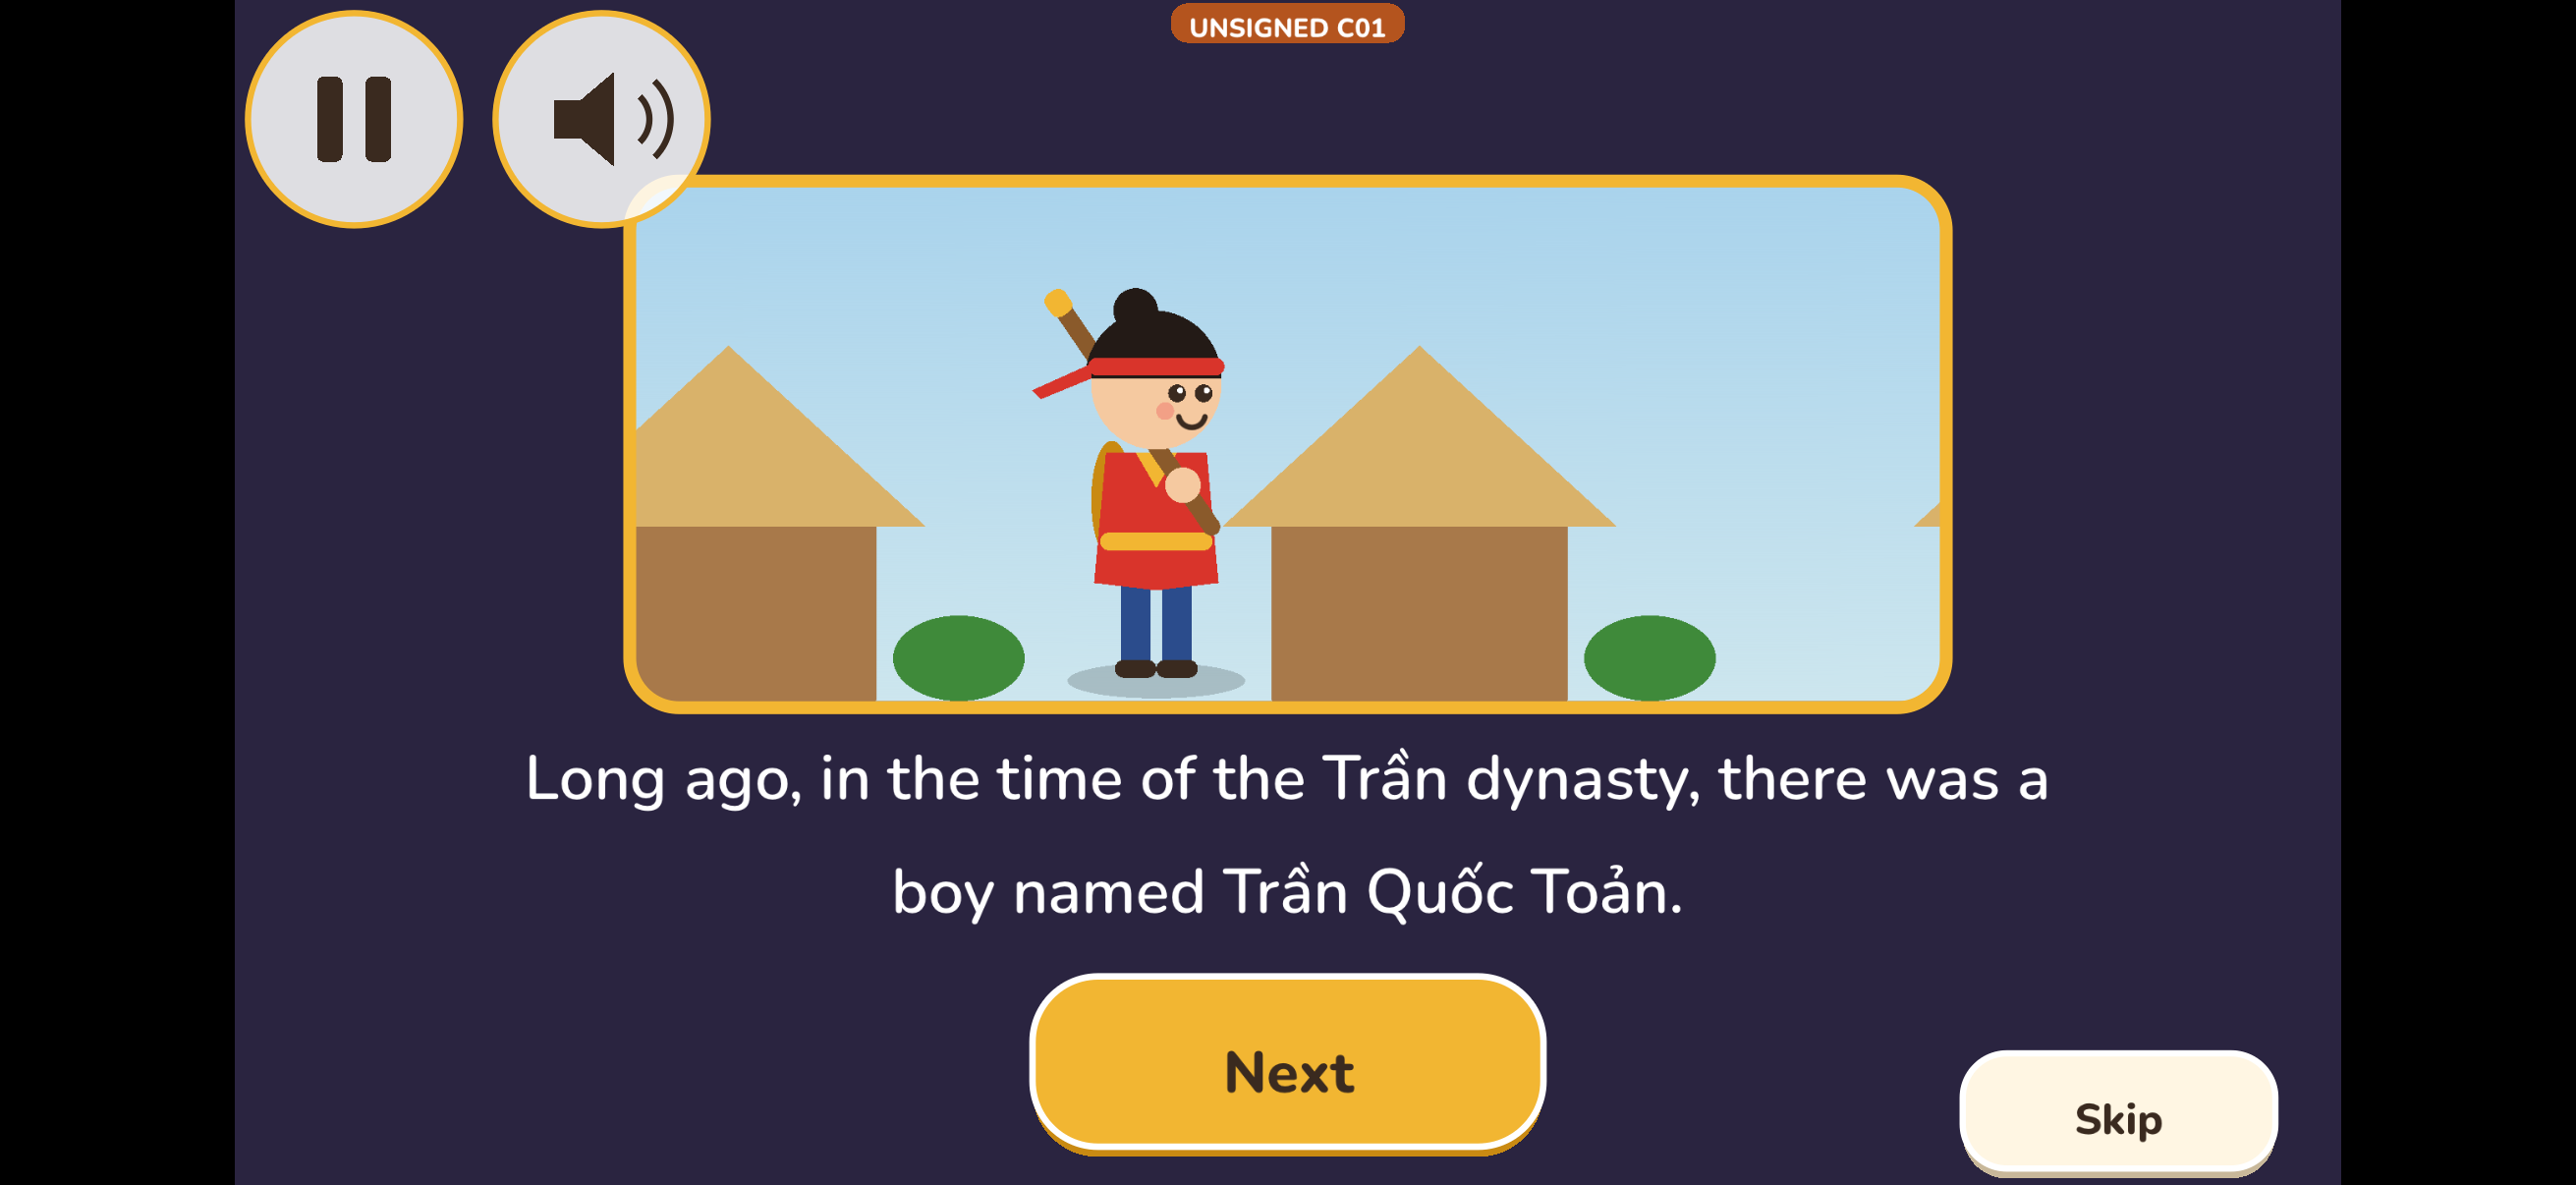 UNSIGNED C01
Long ago, in the time of the Trần dynasty, there was a
boy named Trần Quốc Toản.
Next
Skip